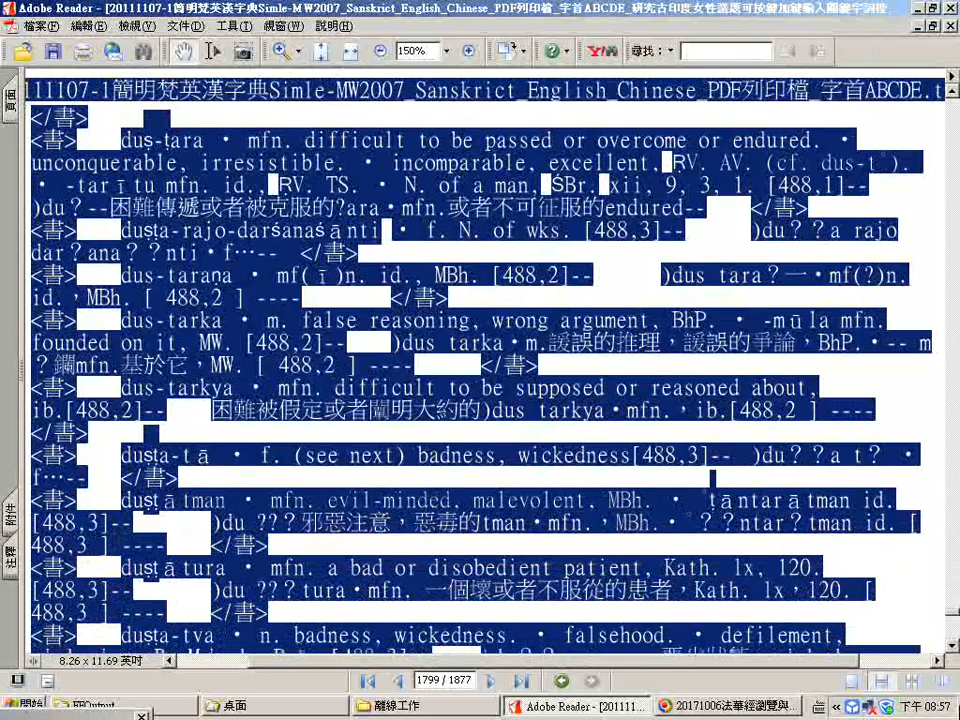 Adobe Reader - [20111107-1簡明梵英漢字典Simle-MW2007_Sanskrict_English_Chinese_PDF列印檔_字首ABCDE_研究古印度女性議題可按
檔案(F) 編輯(E) 檢視(V) 文件(D) 工具(T) 視窗(W) 說明(H)
150% 尋找：
頁面
附件
注釋
111107-1簡明梵英漢字典Simle-MW2007_Sanskrict_English_Chinese_PDF列印檔_字首ABCDE.t
</書>
<書> duṣ-tara • mfn. difficult to be passed or overcome or endured. •
unconquerable, irresistible. • incomparable, excellent, RV. AV. (cf. dus-t°).
• -tarītu mfn. id., RV. TS. • N. of a man, ŚBr. xii, 9, 3, 1. [488,1]--
)du？--困難傳遞或者被克服的?ara•mfn.或者不可征服的endured-- </書>
<書> duṣṭa-rajo-darśanaśānti • f. N. of wks. [488,3]-- )du？？a rajo
dar？ana？？nti•f…-- </書>
<書> dus-taraṇa • mf(ī)n. id., MBh. [488,2]-- )dus tara？一•mf(?)n.
id.，MBh. [ 488,2 ] ---- </書>
<書> dus-tarka • m. false reasoning, wrong argument, BhP. • -mūla mfn.
founded on it, MW. [488,2]-- )dus tarka•m.謬誤的推理，謬誤的爭論，BhP.•-- m
？鑭mfn.基於它，MW. [ 488,2 ] ---- </書>
<書> dus-tarkya • mfn. difficult to be supposed or reasoned about,
ib.[488,2]-- 困難被假定或者闡明大約的)dus tarkya•mfn.，ib.[488,2 ] ----
</書>
<書> duṣṭa-tā • f. (see next) badness, wickedness[488,3]-- )du？？a t？ •
f…-- </書>
<書> duṣṭātman • mfn. evil-minded, malevolent, MBh. • °ṭāntarātman id.
[488,3]-- )du ??？邪惡注意，惡毒的tman•mfn.，MBh.•°？？ntar？tman id. [
488,3 ] ---- </書>
<書> duṣṭātura • mfn. a bad or disobedient patient, Kath. lx, 120.
[488,3]-- )du ??？tura•mfn. 一個壞或者不服從的患者，Kath. lx，120. [
488,3 ] ---- </書>
<書> duṣṭa-tva • n. badness, wickedness. • falsehood. • defilement,
8.26 x 11.69 英吋
1799 / 1877
開始 FFOutput 桌面 離線工作 Adobe Reader - [201111... 20171006法華經瀏覽與... 下午 08:57